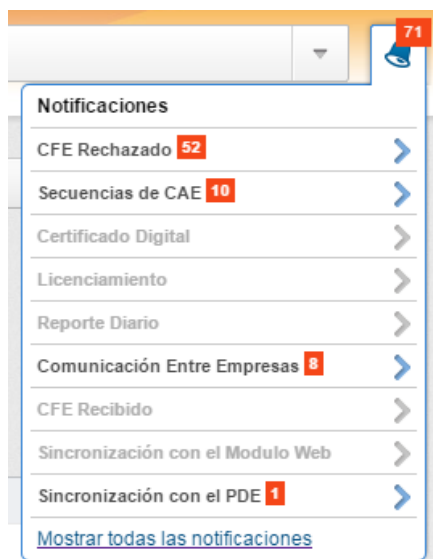 71
Notificaciones
CFE Rechazado 52
Secuencias de CAE 10
Certificado Digital
Licenciamiento
Reporte Diario
Comunicación Entre Empresas 8
CFE Recibido
Sincronización con el Modulo Web
Sincronización con el PDE 1
Mostrar todas las notificaciones